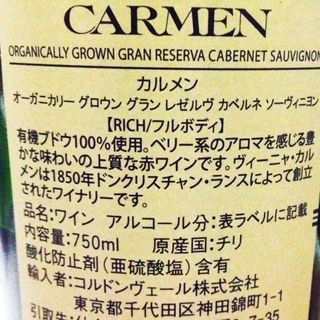 CARMEN
ORGANICALLY GROWN GRAN RESERVA CABERNET SAUVIGNON
カルメン
オーガニカリー グロウン グラン レゼルヴ カベルネ ソーヴィニヨン
【RICH/フルボディ】
有機ブドウ100%使用。ベリー系のアロマを感じる豊
かな味わいの上質な赤ワインです。ヴィーニャ・カル
メンは1850年ドンクリスチャン・ランスによって創立
されたワイナリーです。
品名:ワイン アルコール分:表ラベルに記載
内容量:750ml 原産国:チリ
酸化防止剤(亜硫酸塩)含有
輸入者:コルドンヴェール株式会社
東京都千代田区神田錦町1-1
引取先:
7-35